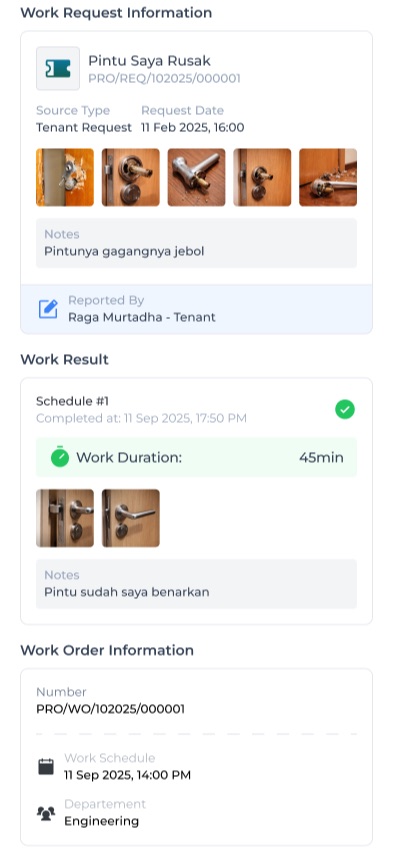 Work Request Information
Pintu Saya Rusak
PRO/REQ/102025/000001
Source Type Request Date
Tenant Request 11 Feb 2025, 16:00
Notes
Pintunya gagangnya jebol
Reported By
Raga Murtadha - Tenant
Work Result
Schedule #1
Completed at: 11 Sep 2025, 17:50 PM
Work Duration: 45min
Notes
Pintu sudah saya benarkan
Work Order Information
Number
PRO/WO/102025/000001
Work Schedule
11 Sep 2025, 14:00 PM
Departement
Engineering